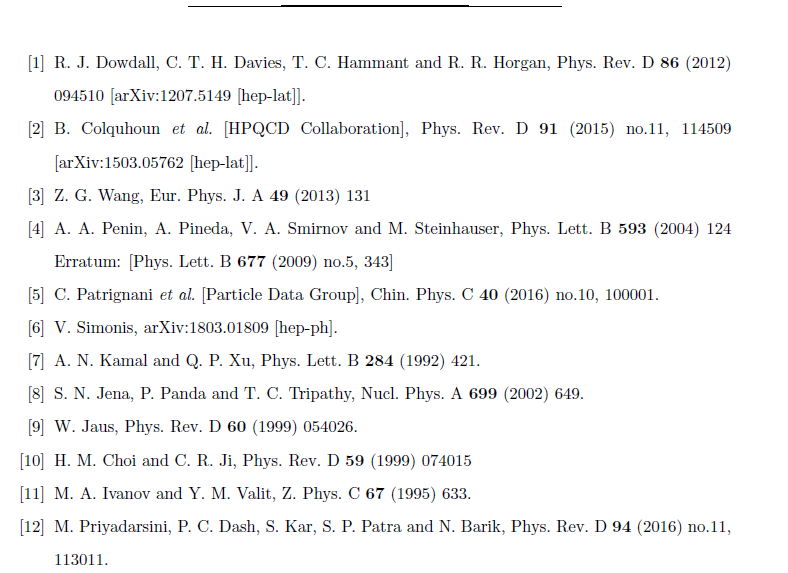 [1] R. J. Dowdall, C. T. H. Davies, T. C. Hammant and R. R. Horgan, Phys. Rev. D 86 (2012)
094510 [arXiv:1207.5149 [hep-lat]].
[2] B. Colquhoun et al. [HPQCD Collaboration], Phys. Rev. D 91 (2015) no.11, 114509
[arXiv:1503.05762 [hep-lat]].
[3] Z. G. Wang, Eur. Phys. J. A 49 (2013) 131
[4] A. A. Penin, A. Pineda, V. A. Smirnov and M. Steinhauser, Phys. Lett. B 593 (2004) 124
Erratum: [Phys. Lett. B 677 (2009) no.5, 343]
[5] C. Patrignani et al. [Particle Data Group], Chin. Phys. C 40 (2016) no.10, 100001.
[6] V. Simonis, arXiv:1803.01809 [hep-ph].
[7] A. N. Kamal and Q. P. Xu, Phys. Lett. B 284 (1992) 421.
[8] S. N. Jena, P. Panda and T. C. Tripathy, Nucl. Phys. A 699 (2002) 649.
[9] W. Jaus, Phys. Rev. D 60 (1999) 054026.
[10] H. M. Choi and C. R. Ji, Phys. Rev. D 59 (1999) 074015
[11] M. A. Ivanov and Y. M. Valit, Z. Phys. C 67 (1995) 633.
[12] M. Priyadarsini, P. C. Dash, S. Kar, S. P. Patra and N. Barik, Phys. Rev. D 94 (2016) no.11,
113011.